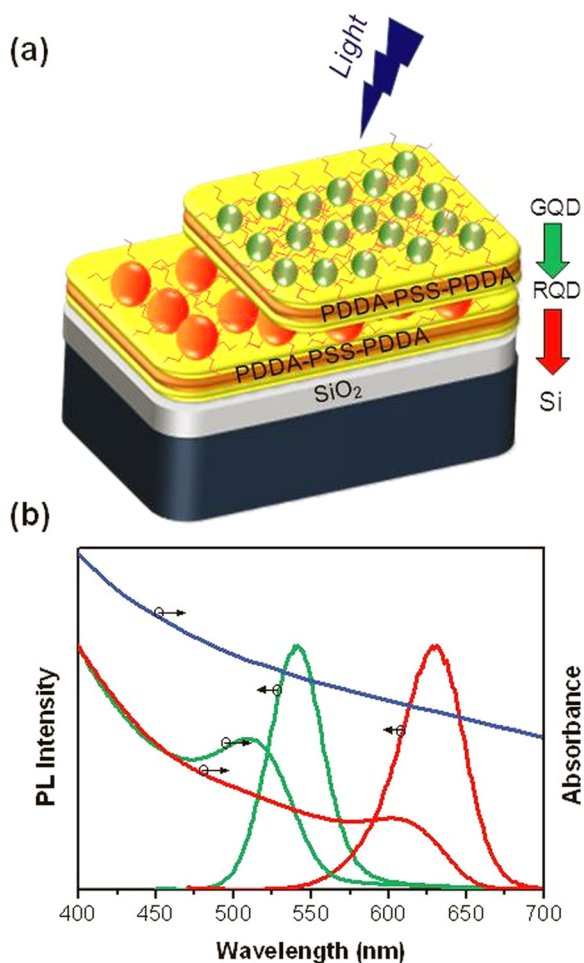 (a)
Light
GQD
PDDA-PSS-PDDA
RQD
PDDA-PSS-PDDA
SiO₂
Si
(b)
PL Intensity
Absorbance
400 450 500 550 600 650 700
Wavelength (nm)